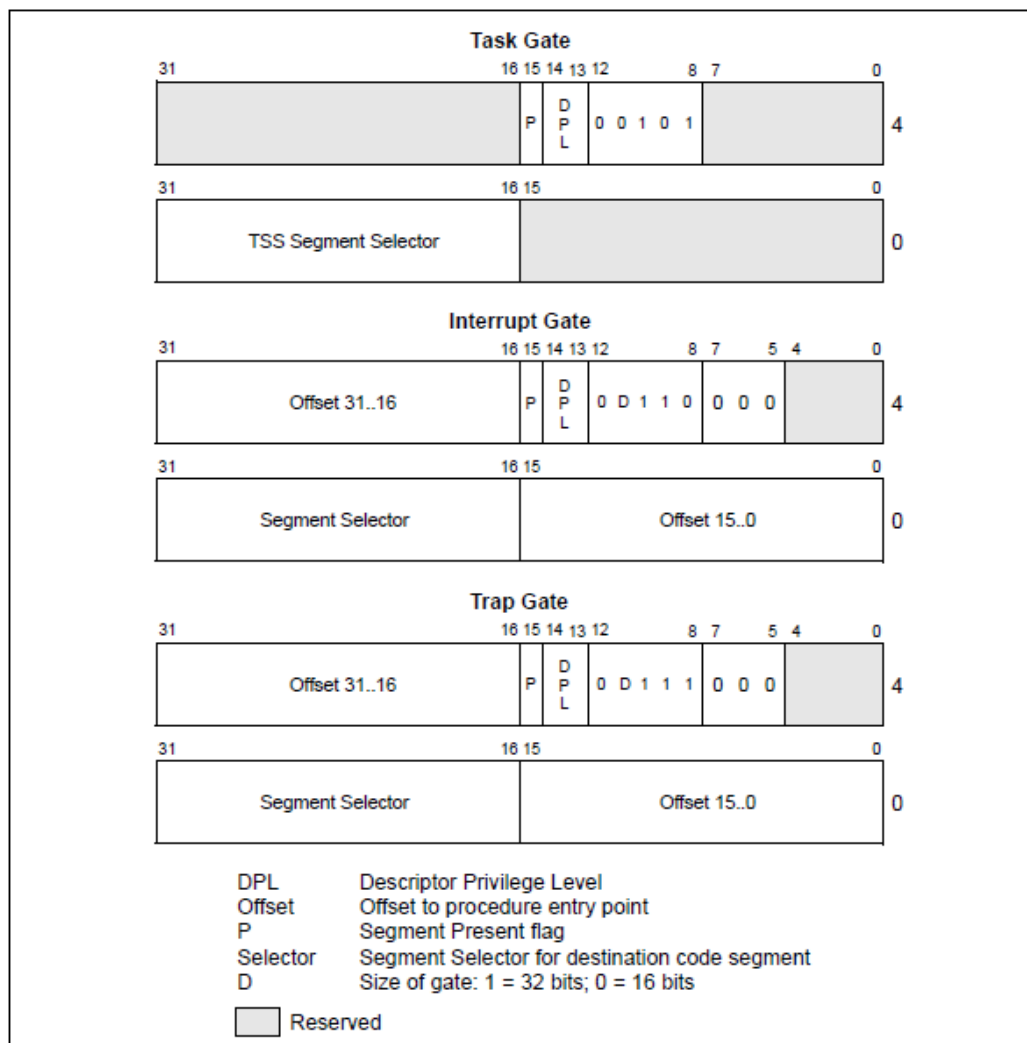 Task Gate
31 16 15 14 13 12 8 7 0
P D P L 0 0 1 0 1 4
31 16 15 0
TSS Segment Selector 0
Interrupt Gate
31 16 15 14 13 12 8 7 5 4 0
Offset 31..16 P D P L 0 D 1 1 0 0 0 0 4
31 16 15 0
Segment Selector Offset 15..0 0
Trap Gate
31 16 15 14 13 12 8 7 5 4 0
Offset 31..16 P D P L 0 D 1 1 1 0 0 0 4
31 16 15 0
Segment Selector Offset 15..0 0
DPL Descriptor Privilege Level
Offset Offset to procedure entry point
P Segment Present flag
Selector Segment Selector for destination code segment
D Size of gate: 1 = 32 bits; 0 = 16 bits
Reserved